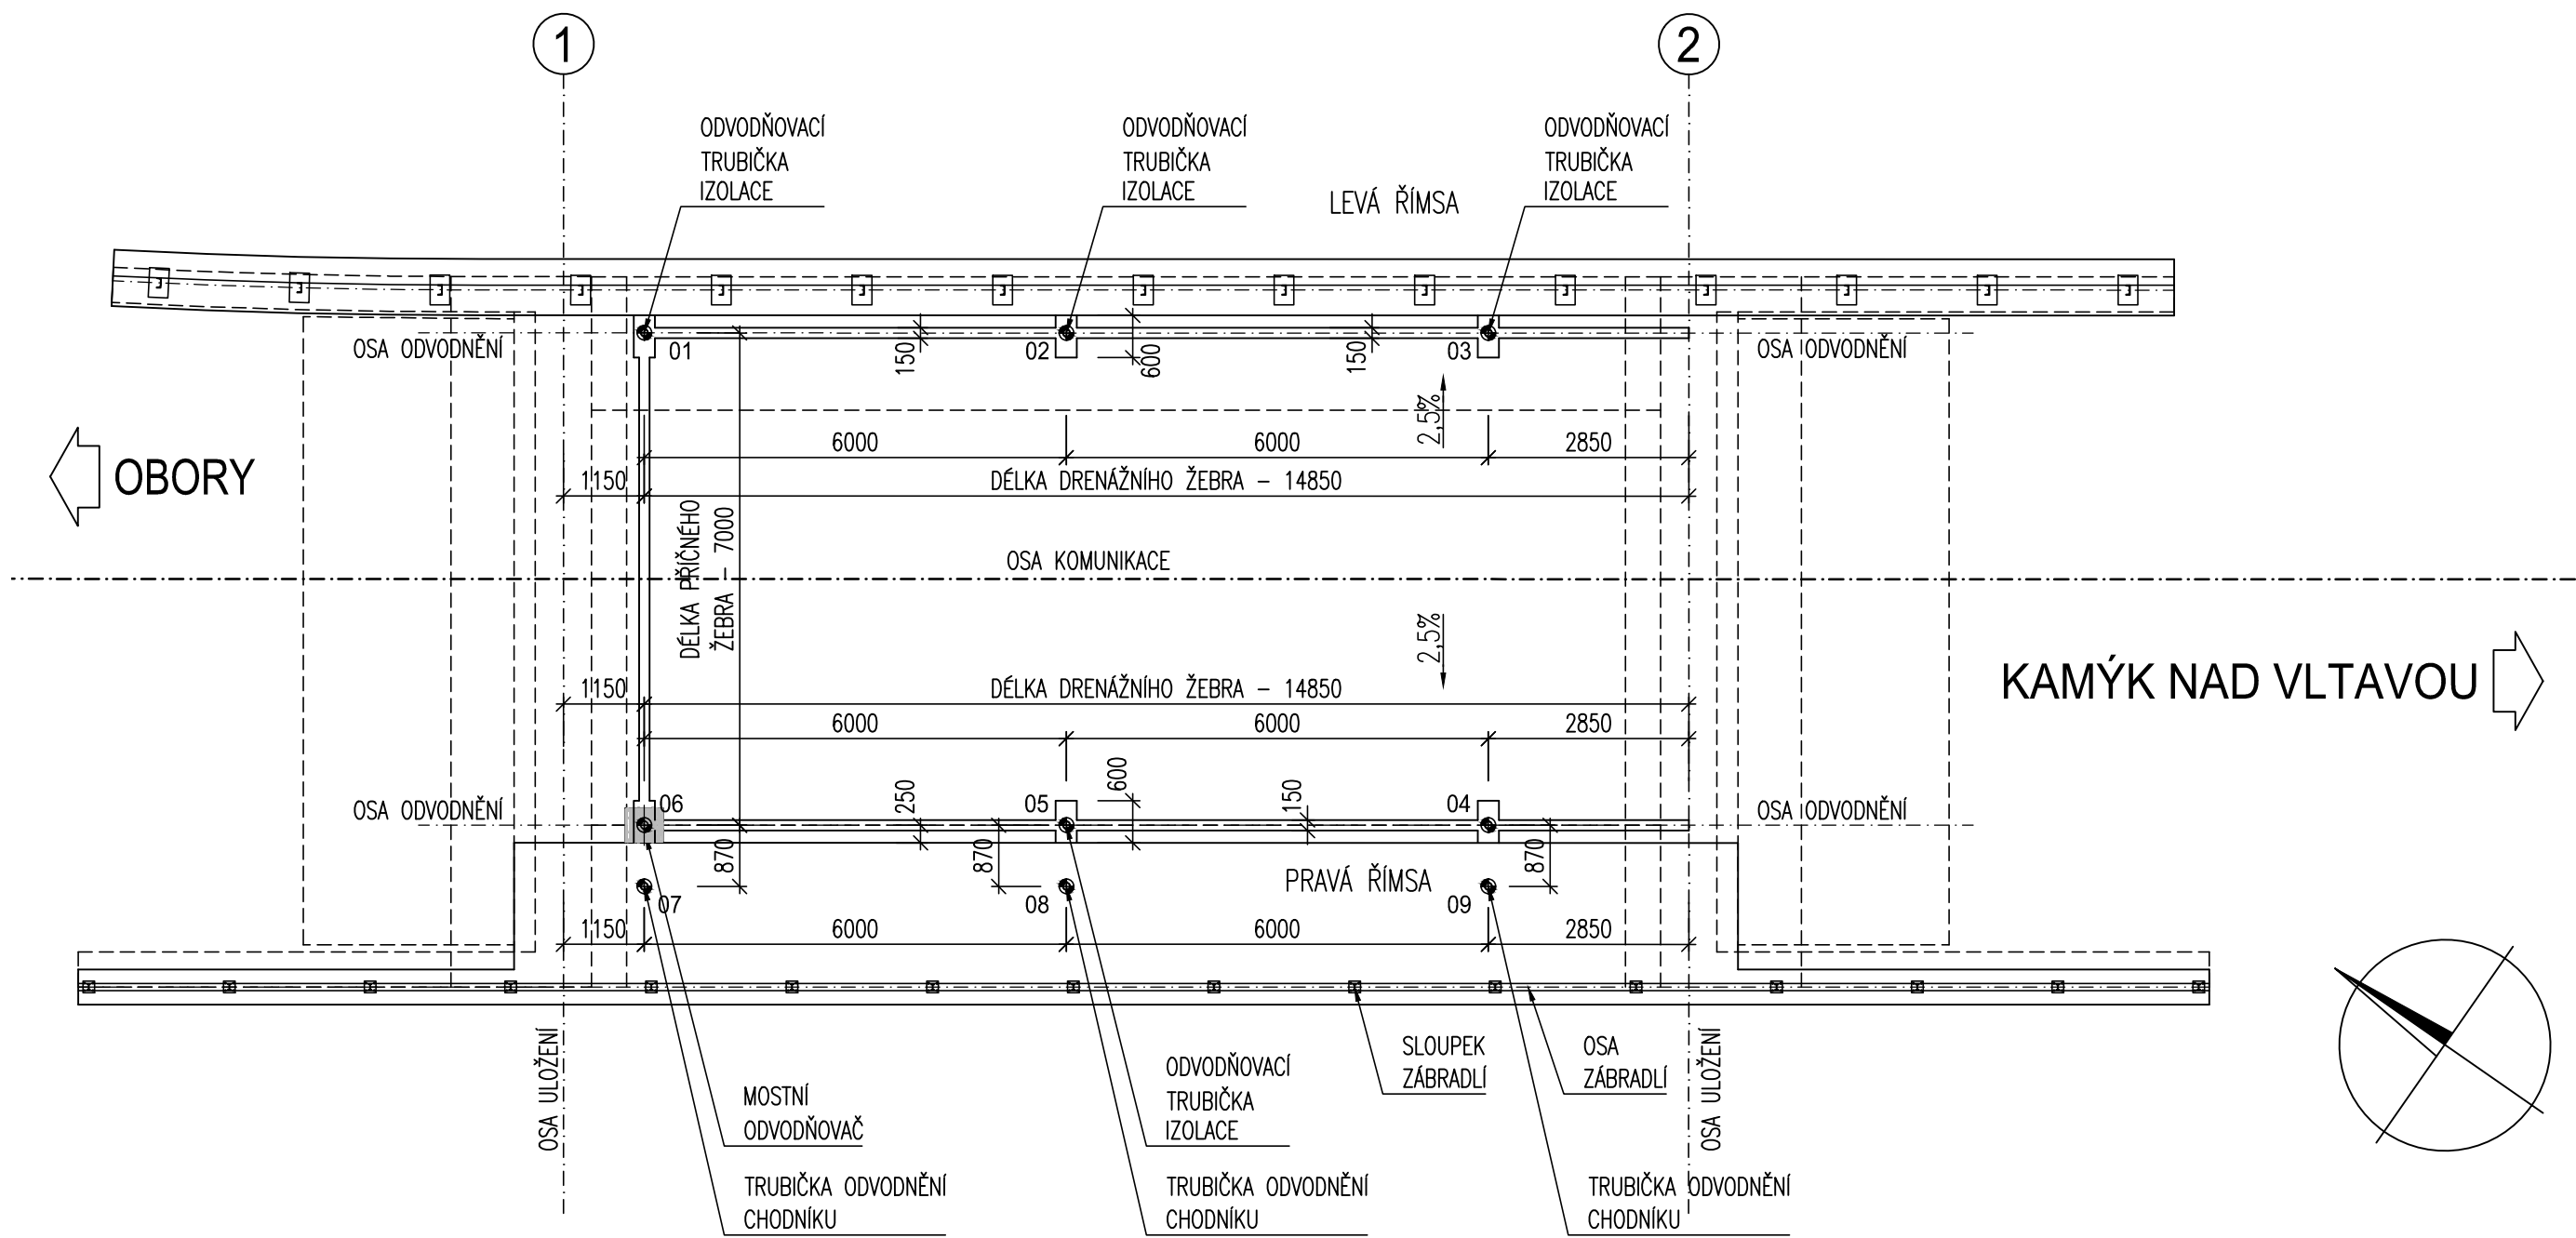 1
2
ODVODŇOVACÍ
TRUBIČKA
IZOLACE
ODVODŇOVACÍ
TRUBIČKA
IZOLACE
ODVODŇOVACÍ
TRUBIČKA
IZOLACE
LEVÁ ŘÍMSA
OSA ODVODNĚNÍ
01
150
02
600
150
03
OSA ODVODNĚNÍ
2,5%
6000
6000
2850
OBORY
1150
DÉLKA DRENÁŽNÍHO ŽEBRA - 14850
DÉLKA PŘÍČNÉHO
ŽEBRA - 7000
OSA KOMUNIKACE
2,5%
KAMÝK NAD VLTAVOU
1150
DÉLKA DRENÁŽNÍHO ŽEBRA - 14850
6000
6000
2850
OSA ODVODNĚNÍ
06
250
05
600
150
04
OSA ODVODNĚNÍ
870
870
870
PRAVÁ ŘÍMSA
07
08
09
1150
6000
6000
2850
OSA ULOŽENÍ
MOSTNÍ
ODVODŇOVAČ
ODVODŇOVACÍ
TRUBIČKA
IZOLACE
SLOUPEK
ZÁBRADLÍ
OSA
ZÁBRADLÍ
OSA ULOŽENÍ
TRUBIČKA ODVODNĚNÍ
CHODNÍKU
TRUBIČKA ODVODNĚNÍ
CHODNÍKU
TRUBIČKA ODVODNĚNÍ
CHODNÍKU